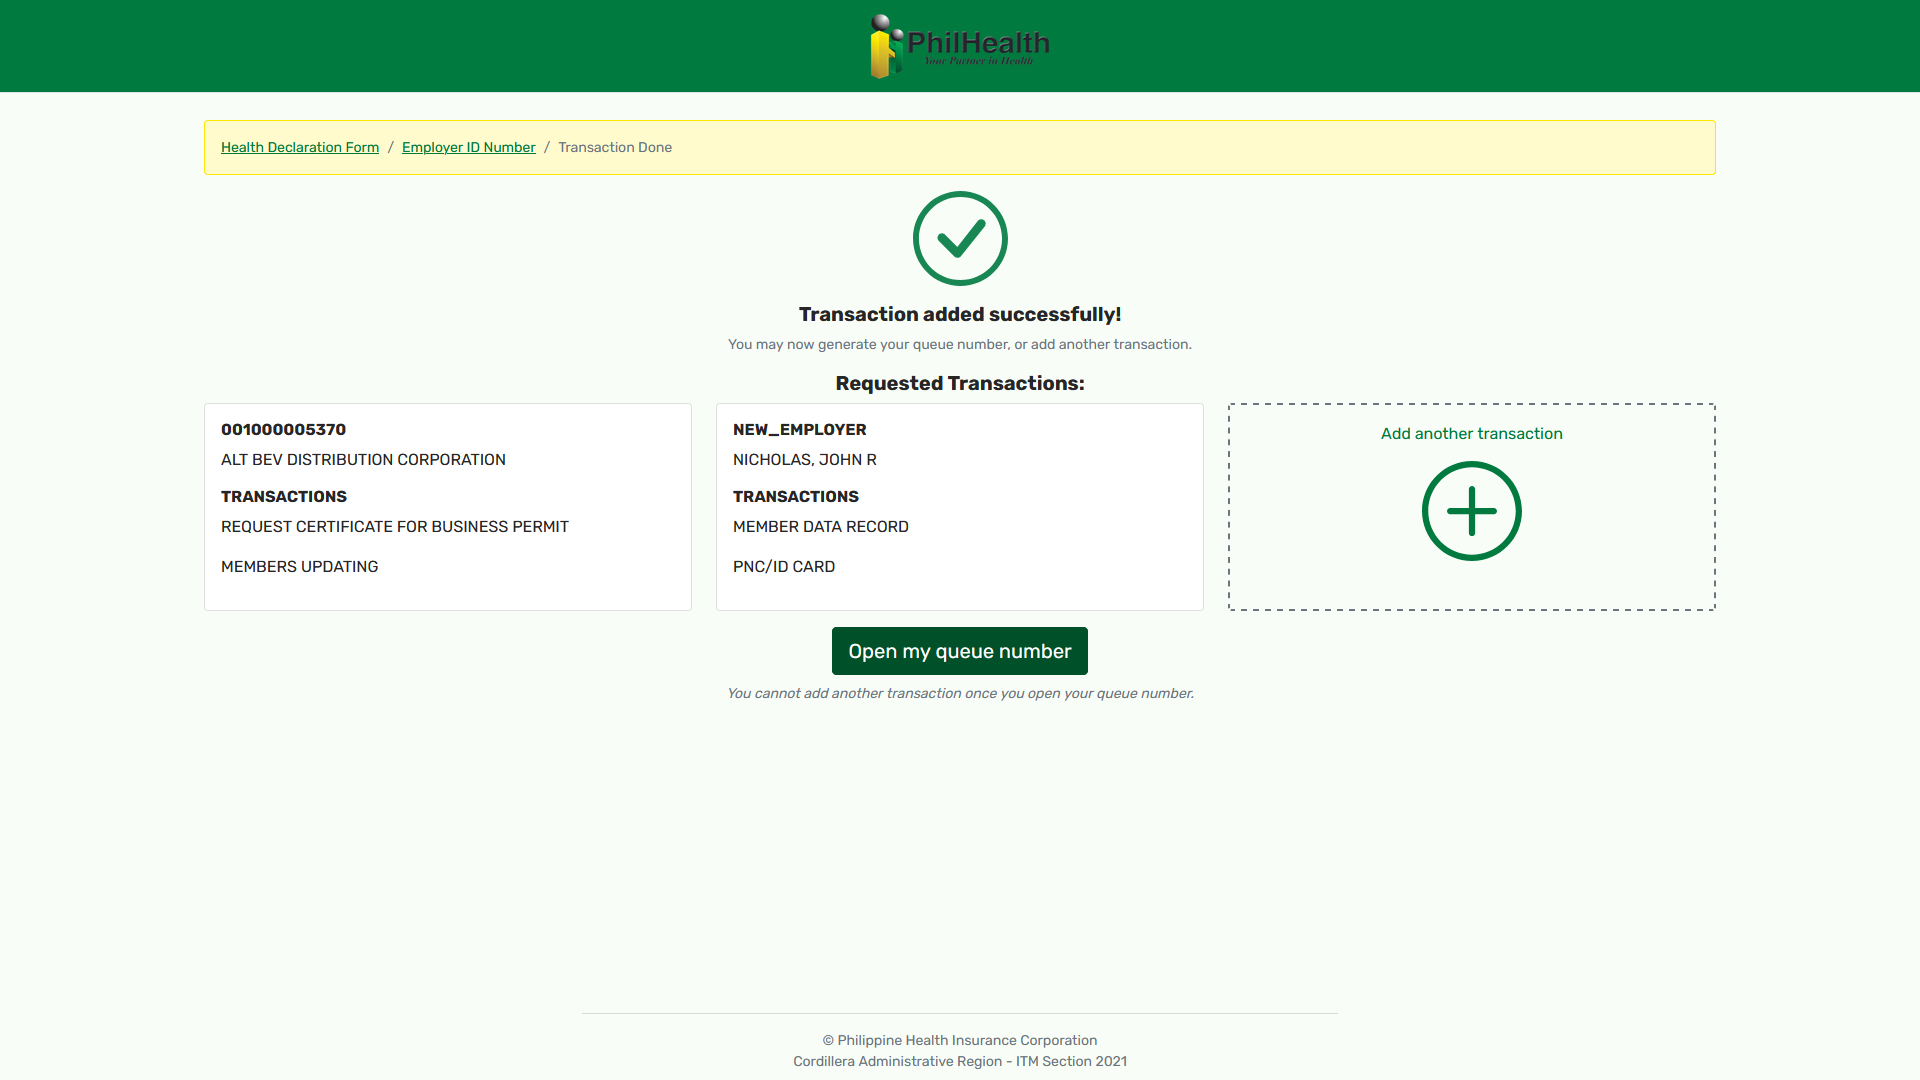 PhilHealth
Your Partner in Health
Health Declaration Form / Employer ID Number / Transaction Done
Transaction added successfully!
You may now generate your queue number, or add another transaction.
Requested Transactions:
001000005370
ALT BEV DISTRIBUTION CORPORATION
TRANSACTIONS
REQUEST CERTIFICATE FOR BUSINESS PERMIT
MEMBERS UPDATING
NEW_EMPLOYER
NICHOLAS, JOHN R
TRANSACTIONS
MEMBER DATA RECORD
PNC/ID CARD
Add another transaction
Open my queue number
You cannot add another transaction once you open your queue number.
© Philippine Health Insurance Corporation
Cordillera Administrative Region - ITM Section 2021